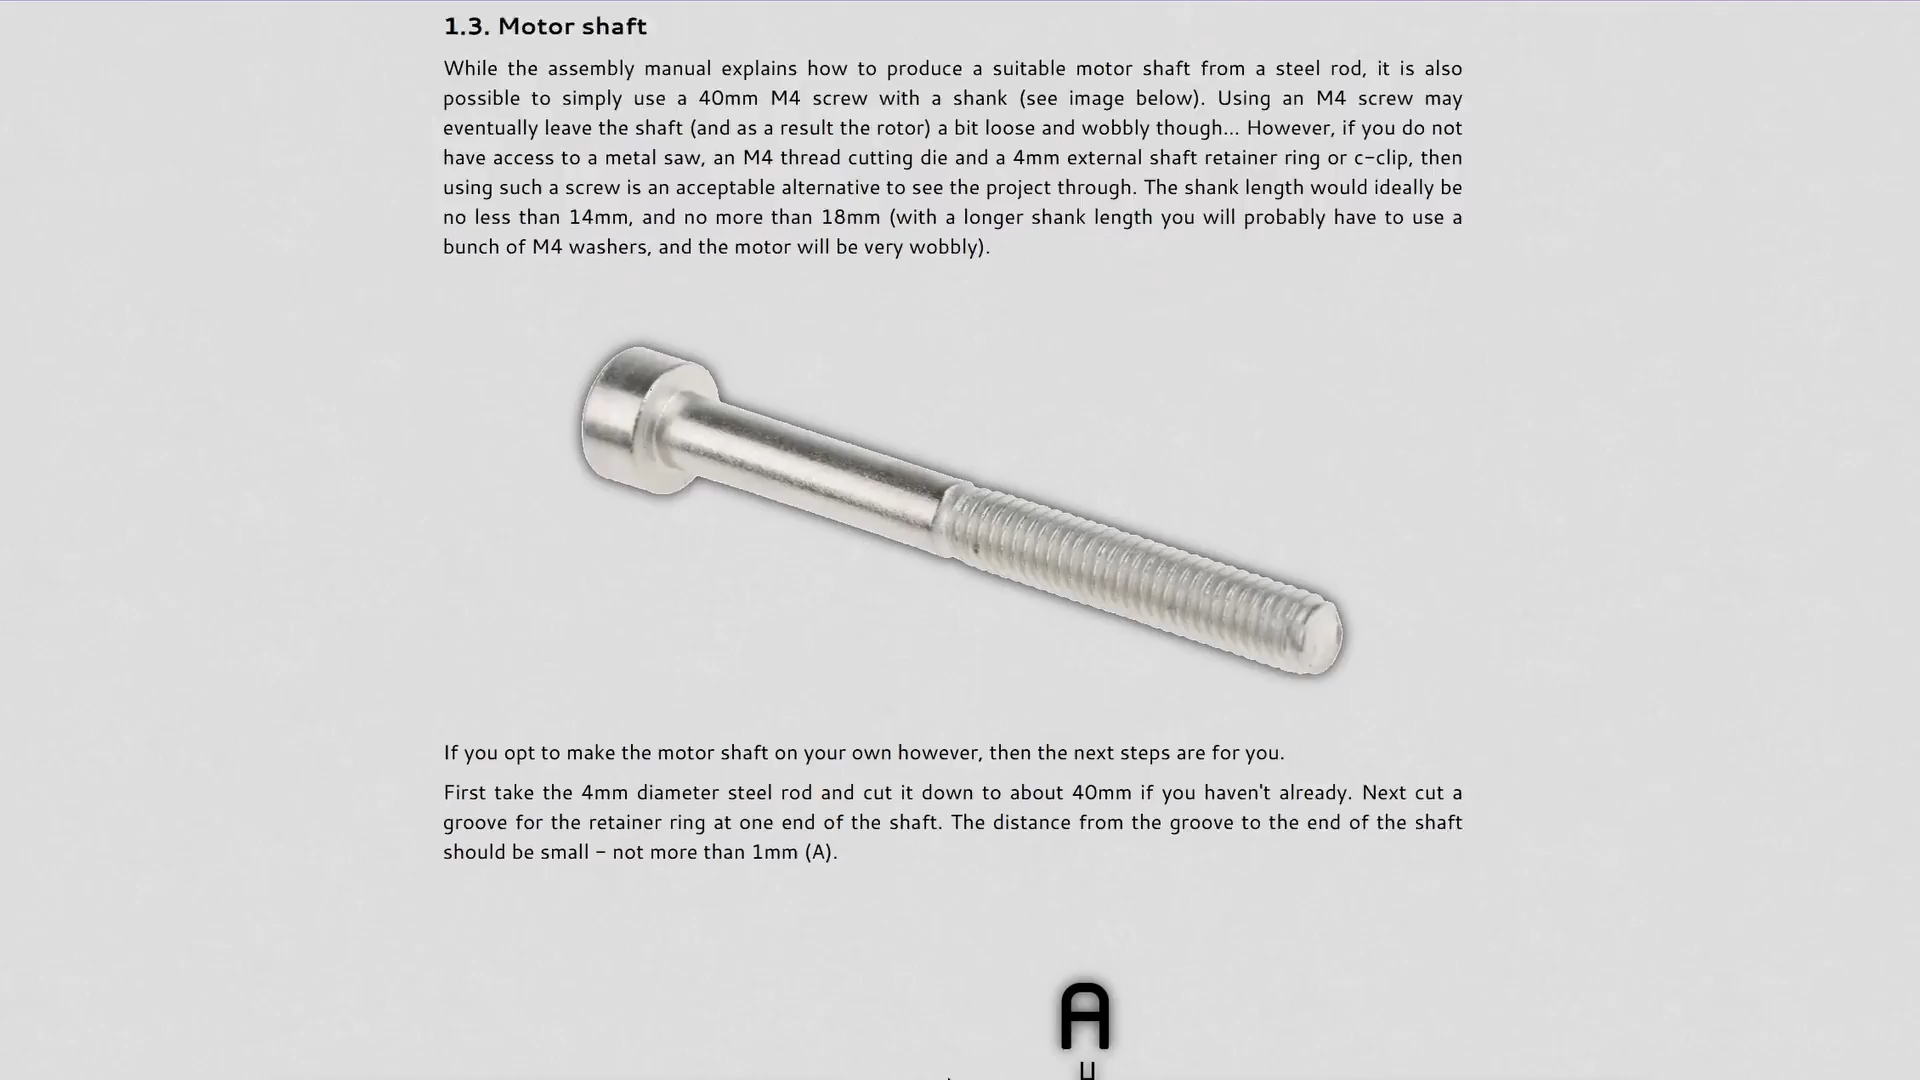 1.3. Motor shaft
While the assembly manual explains how to produce a suitable motor shaft from a steel rod, it is also
possible to simply use a 40mm M4 screw with a shank (see image below). Using an M4 screw may
eventually leave the shaft (and as a result the rotor) a bit loose and wobbly though... However, if you do not
have access to a metal saw, an M4 thread cutting die and a 4mm external shaft retainer ring or c-clip, then
using such a screw is an acceptable alternative to see the project through. The shank length would ideally be
no less than 14mm, and no more than 18mm (with a longer shank length you will probably have to use a
bunch of M4 washers, and the motor will be very wobbly).
If you opt to make the motor shaft on your own however, then the next steps are for you.
First take the 4mm diameter steel rod and cut it down to about 40mm if you haven't already. Next cut a
groove for the retainer ring at one end of the shaft. The distance from the groove to the end of the shaft
should be small - not more than 1mm (A).
A